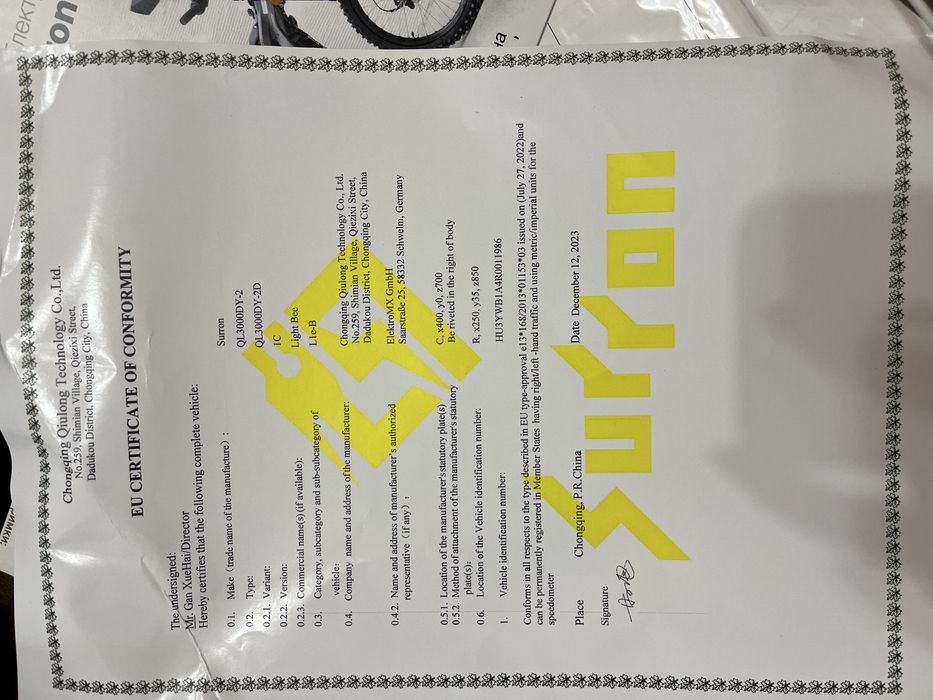 Chongqing Qiulong Technology Co.,Ltd.
No.259, Shimian Village, Qiezixi Street,
Dadukou District, Chongqing City, China
EU CERTIFICATE OF CONFORMITY
The undersigned:
Mr. Gan XueHai/Director
Hereby certifies that the following complete vehicle:
0.1. Make (trade name of the manufacture) : Surron
0.2. Type: QL3000DY-2
0.2.1. Variant: QL3000DY-2D
0.2.2. Version: 1C
0.2.3. Commercial name(s)(if available): Light Bee
0.3. Category, subcategory and sub-subcategory of L1e-B
vehicle:
0.4. Company name and address of the manufacturer: Chongqing Qiulong Technology Co., Ltd.
No.259, Shimian Village, Qiezixi Street,
Dadukou District, Chongqing City, China
0.4.2. Name and address of manufacturer's authorized ElektroMX GmbH
representative (if any) : Saarstraße 25, 58332 Schwelm, Germany
0.5.1. Location of the manufacturer's statutory plate(s) C, x400, y0, z700
0.5.2. Method of attachment of the manufacturer's statutory Be riveted in the right of body
plate(s):
0.6. Location of the Vehicle identification number: R, x250, y35, z850
1. Vehicle identification number: HU3YWB1A4R0011986
Conforms in all respects to the type described in EU type-approval e13*168/2013*01153*03 issued on (July 27, 2022)and
can be permanently registered in Member States having right/left -hand traffic and using metric/imperial units for the
speedometer
Place Chongqing, P.R.China Date December 12, 2023
Signature
Surron